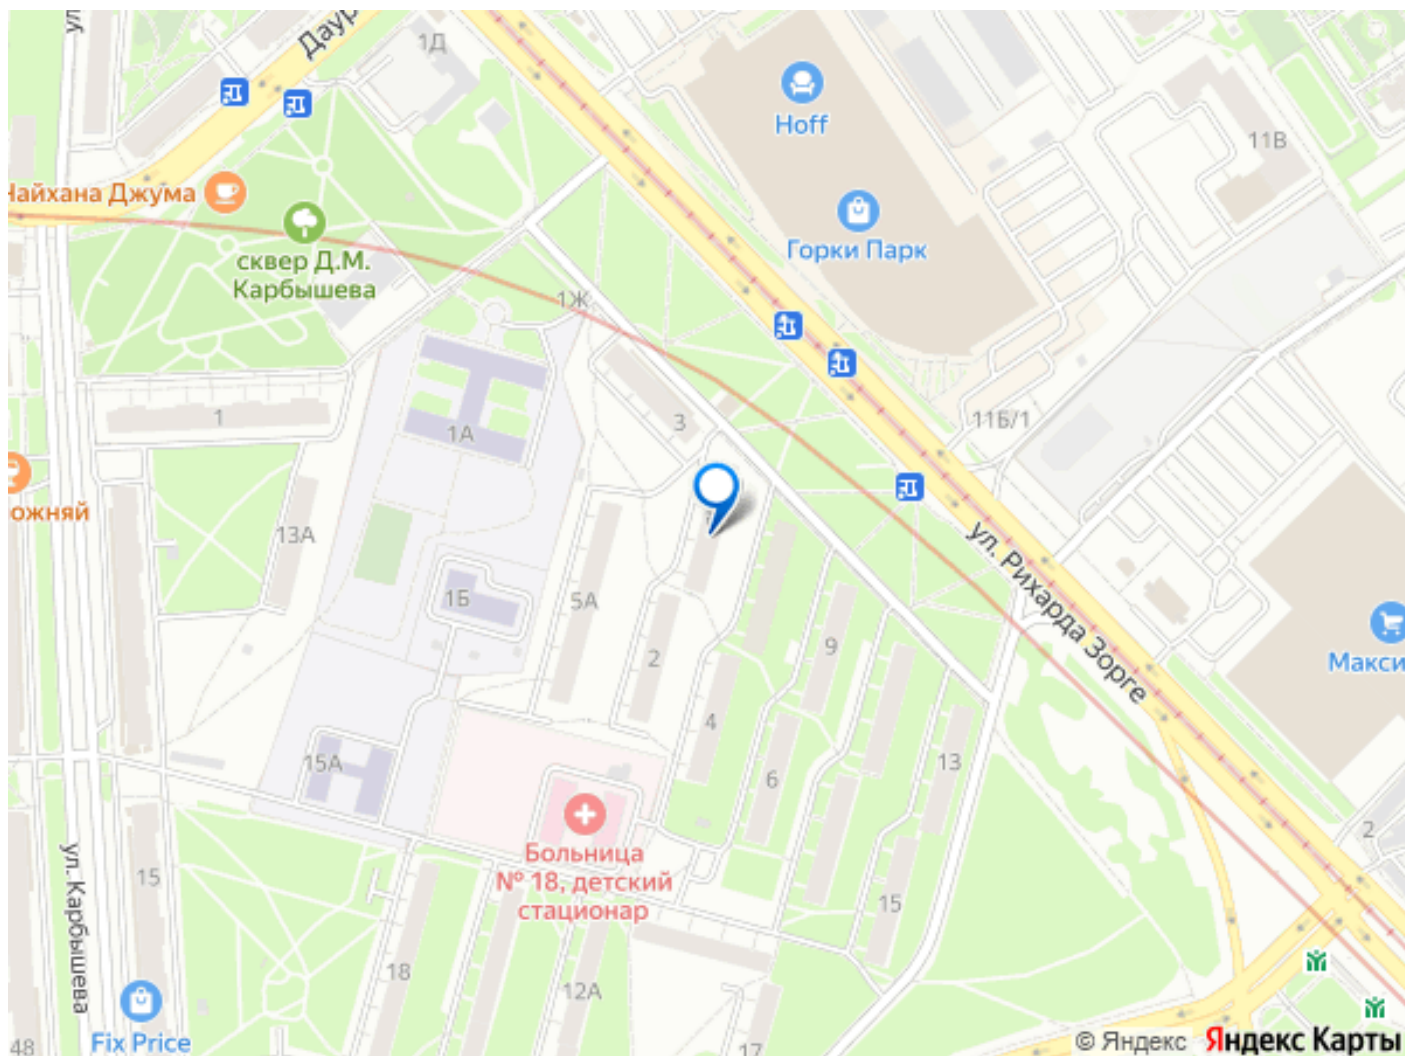 ул.
Даур
1Д
Hoff
11В
Чайхана Джума
Горки Парк
сквер Д.М.
Карбышева
1Ж
1
1А
3
11Б/1
ожняй
13А
ул. Рихарда Зорге
5А
1Б
2
9
Макси
4
15А
6
13
2
Больница
№ 18, детский
стационар
15
ул. Карбышева
15
18
12А
Fix Price
48
17
© Яндекс Яндекс Карты